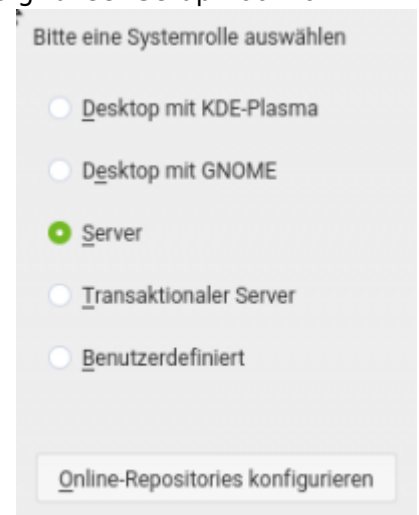 Bitte eine Systemrolle auswählen
Desktop mit KDE-Plasma
Desktop mit GNOME
Server
Transaktionaler Server
Benutzerdefiniert
Online-Repositories konfigurieren